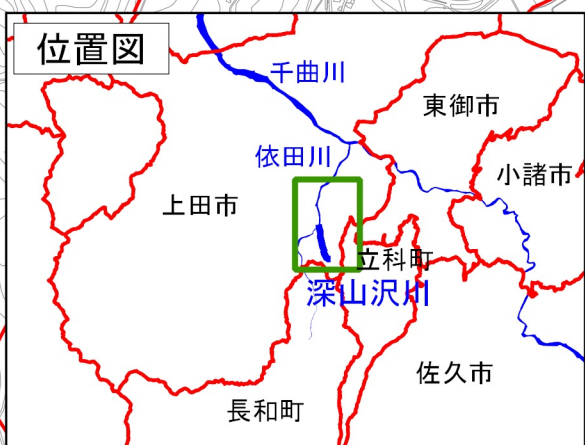 位置図
千曲川
東御市
依田川
小諸市
上田市
立科町
深山沢川
佐久市
長和町